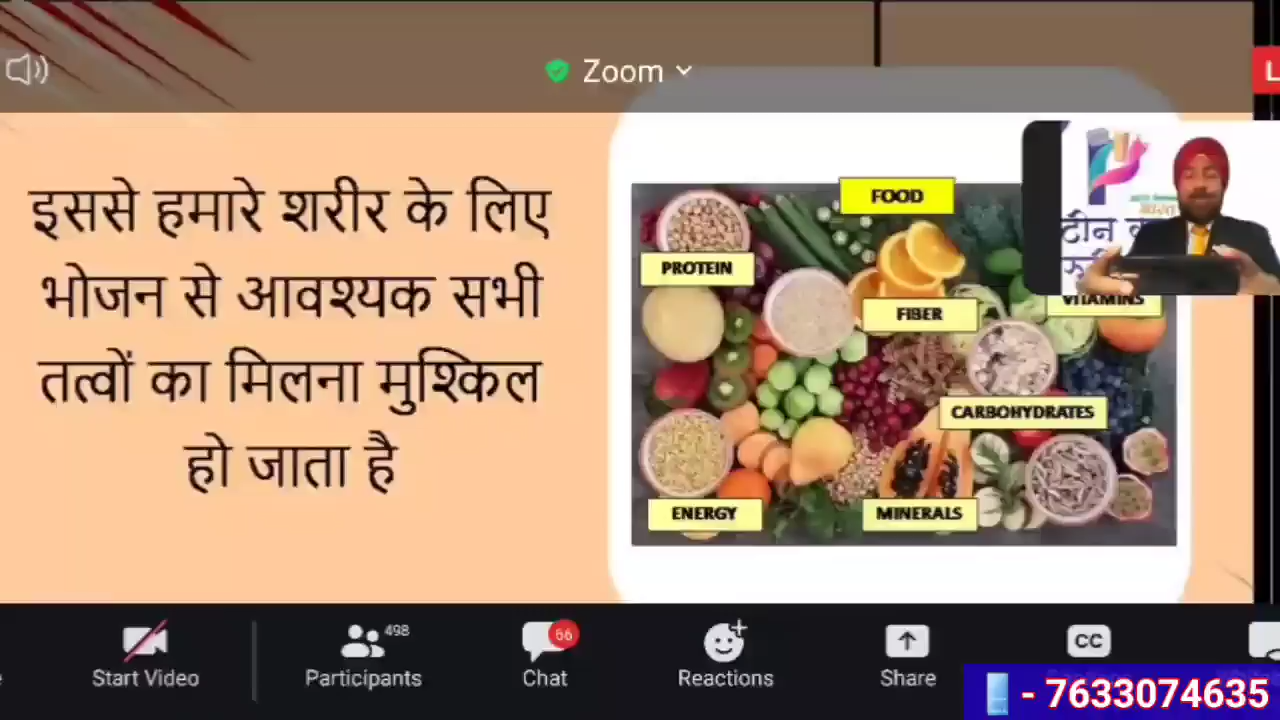 Zoom
L
इससे हमारे शरीर के लिए
भोजन से आवश्यक सभी
तत्वों का मिलना मुश्किल
हो जाता है
FOOD
PROTEIN
FIBER
VITAMINS
CARBOHYDRATES
ENERGY
MINERALS
भारत
टीन
498
66
Start Video
Participants
Chat
Reactions
Share
CC
- 7633074635